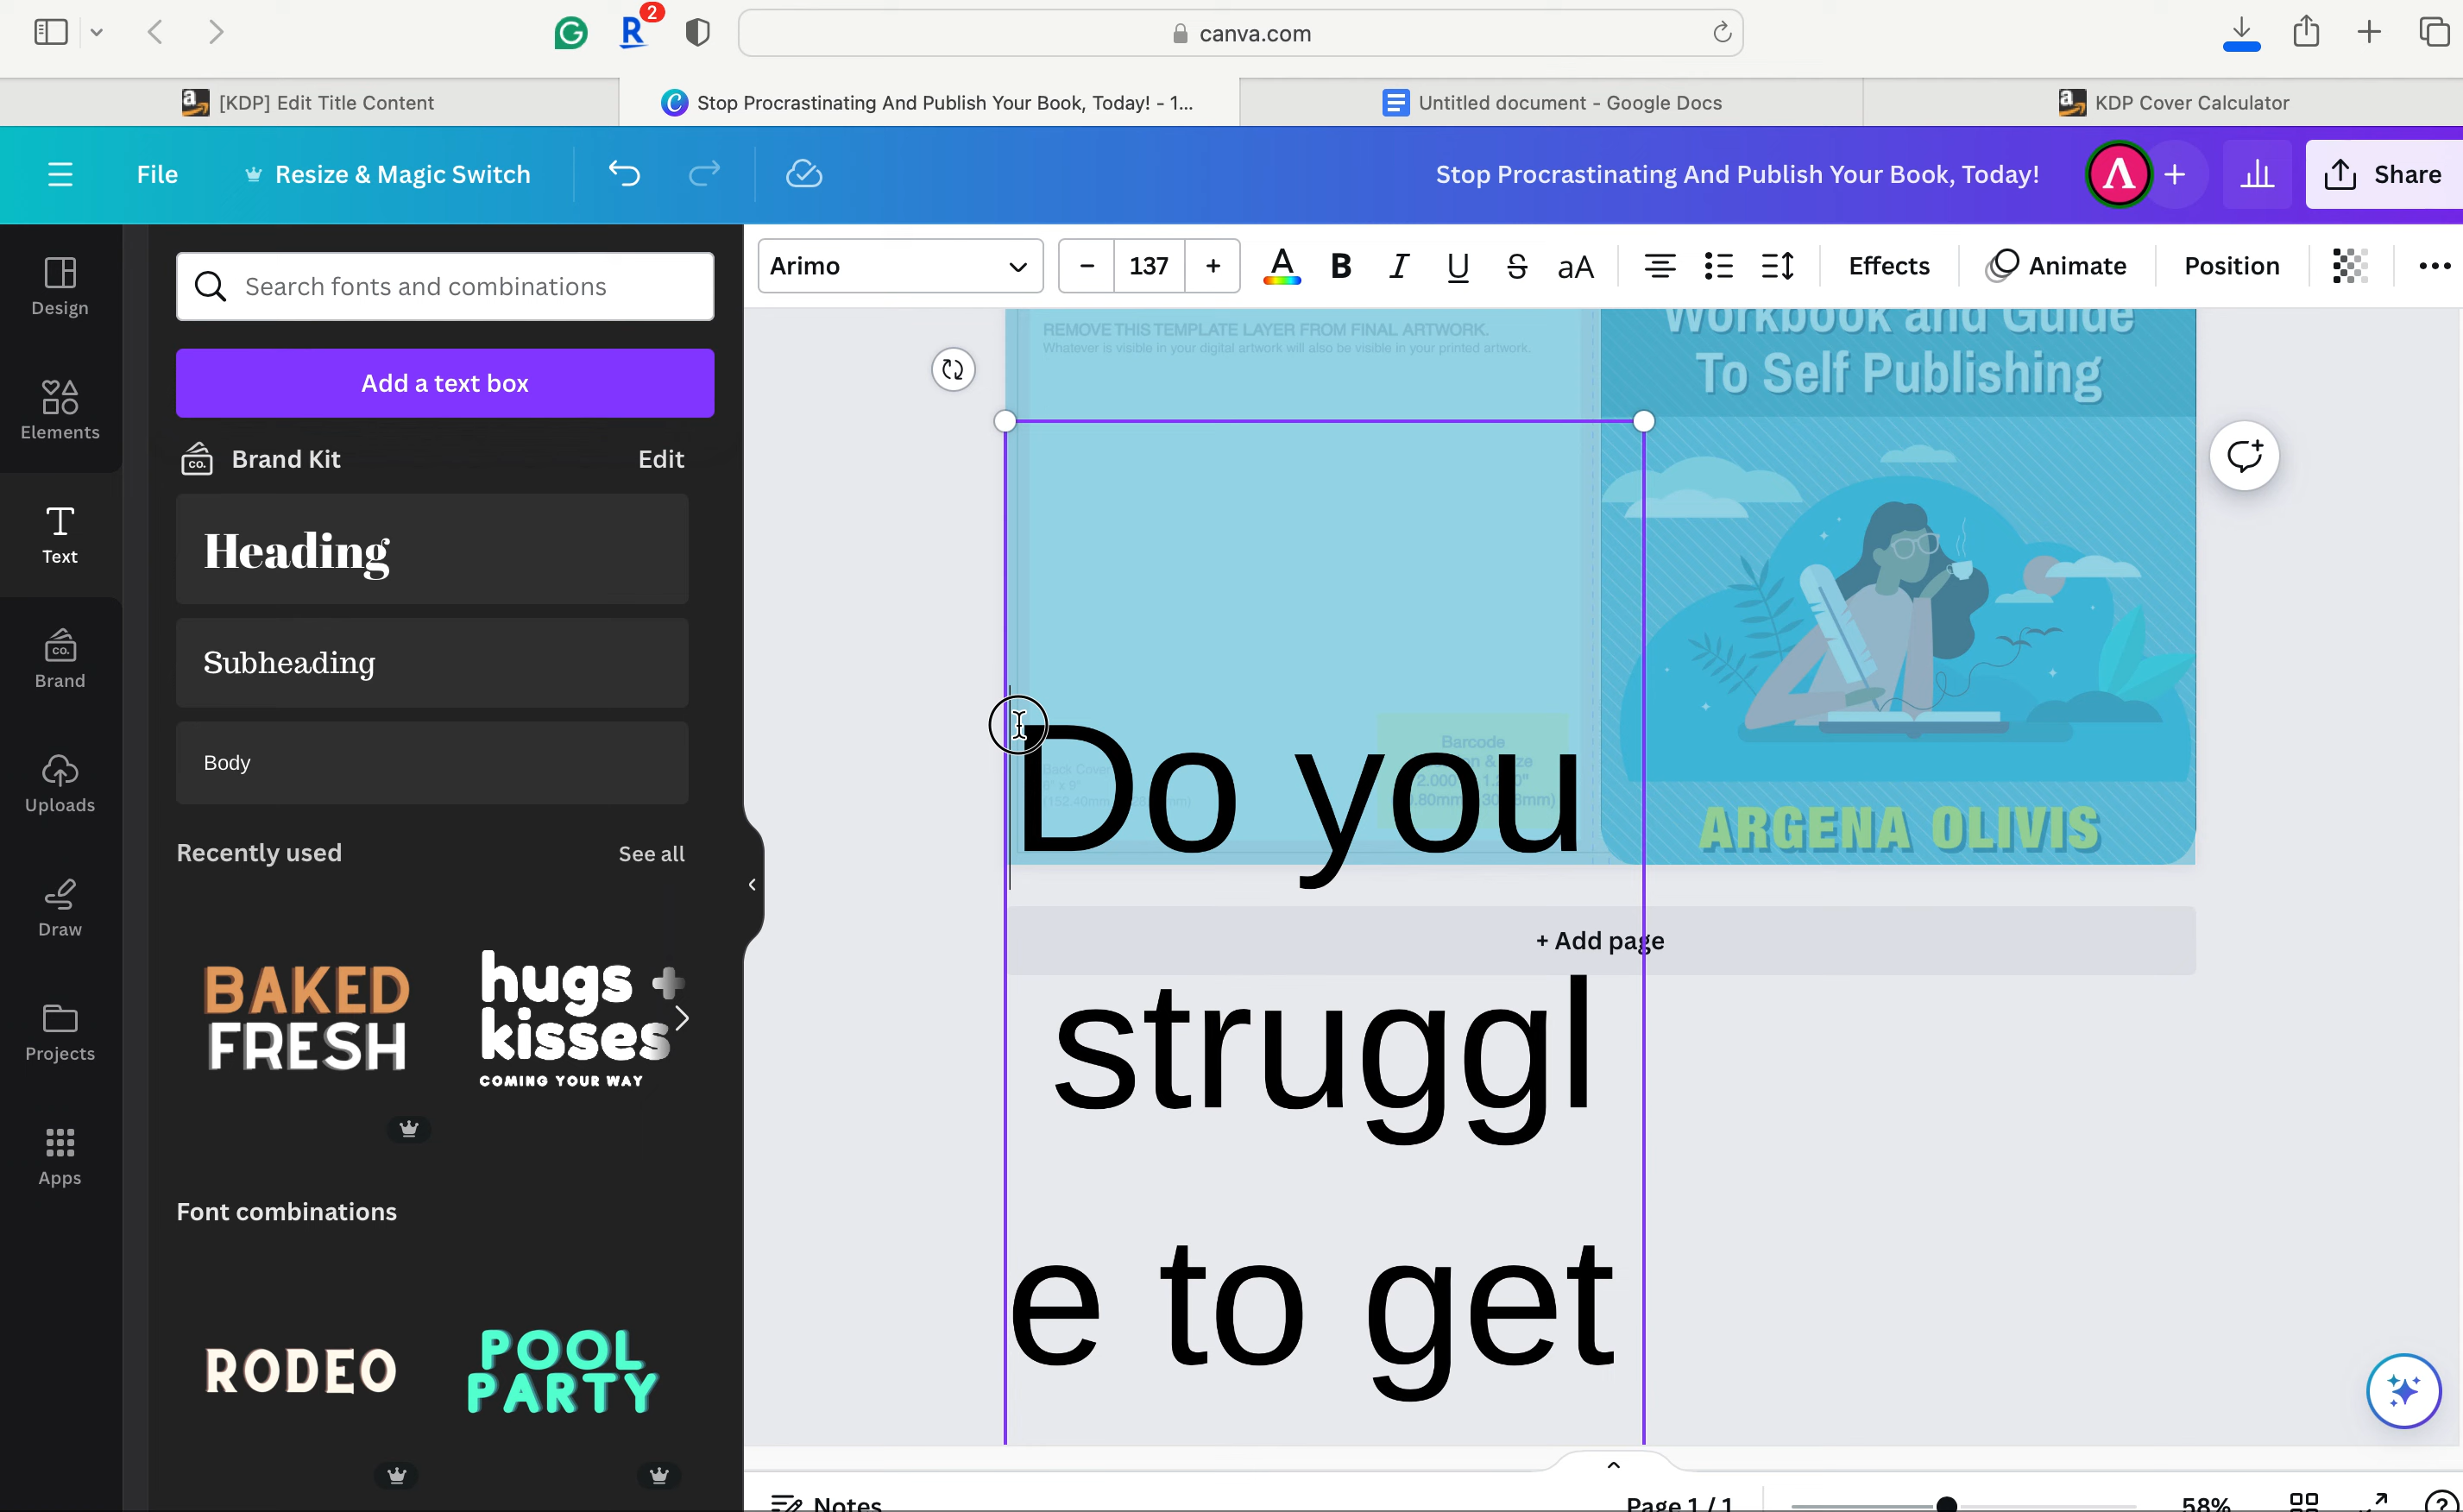 2
canva.com
[KDP] Edit Title Content
Stop Procrastinating And Publish Your Book, Today! - 1...
Untitled document - Google Docs
KDP Cover Calculator
File
Resize & Magic Switch
Stop Procrastinating And Publish Your Book, Today!
Share
Design
Elements
Text
Brand
Uploads
Draw
Projects
Apps
Search fonts and combinations
Add a text box
Brand Kit
Edit
Heading
Subheading
Body
Recently used
See all
BAKED
FRESH
hugs +
kisses
COMING YOUR WAY
Font combinations
RODEO
POOL
PARTY
Arimo
- 137 +
Effects
Animate
Position
REMOVE THIS TEMPLATE LAYER FROM FINAL ARTWORK.
Whatever is visible in your digital artwork will also be visible in your printed artwork.
Workbook and Guide
To Self Publishing
Barcode
ARGENA OLIVIS
Do you
struggl
e to get
+ Add page
Notes
Page 1 / 1
58%